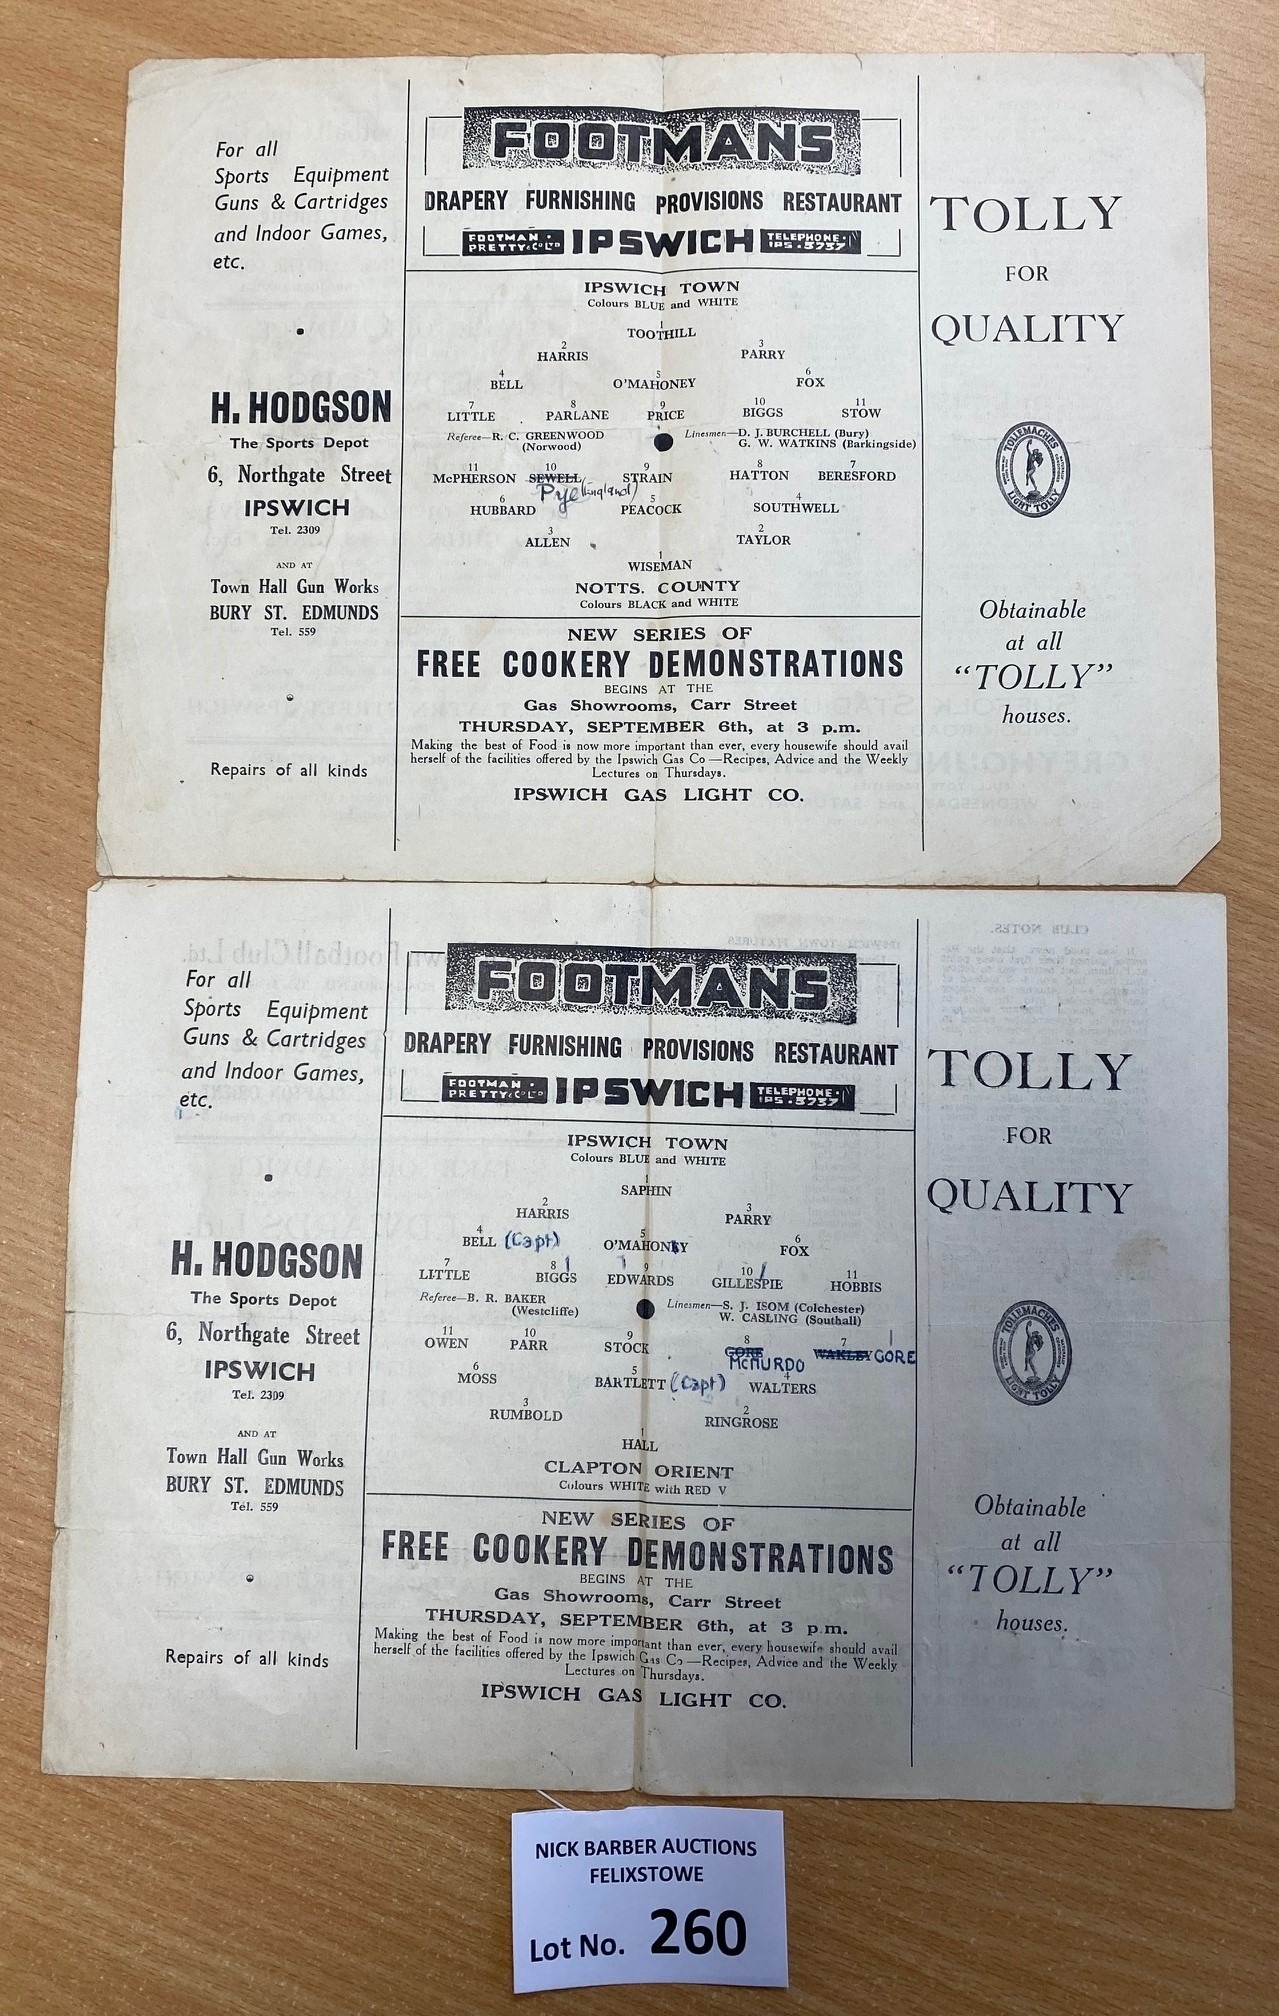 For all
Sports Equipment
Guns & Cartridges
and Indoor Games,
etc.
H. HODGSON
The Sports Depot
6, Northgate Street
IPSWICH
Tel. 2309
AND AT
Town Hall Gun Works
BURY ST. EDMUNDS
Tel. 559
Repairs of all kinds
FOOTMANS
DRAPERY FURNISHING PROVISIONS RESTAURANT
FOOTMAN PRETTY & CO LTD IPSWICH TELEPHONE IPS. 3737
IPSWICH TOWN
Colours BLUE and WHITE
1
TOOTHILL
2 3
HARRIS PARRY
4 5 6
BELL O'MAHONEY FOX
7 8 9 10 11
LITTLE PARLANE PRICE BIGGS STOW
Referee—R. C. GREENWOOD Linesmen—D. J. BURCHELL (Bury)
(Norwood) G. W. WATKINS (Barkingside)
11 10 9 8 7
McPHERSON SEWELL STRAIN HATTON BERESFORD
Pye (England)
6 5 4
HUBBARD PEACOCK SOUTHWELL
3 2
ALLEN TAYLOR
1
WISEMAN
NOTTS. COUNTY
Colours BLACK and WHITE
NEW SERIES OF
FREE COOKERY DEMONSTRATIONS
BEGINS AT THE
Gas Showrooms, Carr Street
THURSDAY, SEPTEMBER 6th, at 3 p.m.
Making the best of Food is now more important than ever, every housewife should avail
herself of the facilities offered by the Ipswich Gas Co —Recipes, Advice and the Weekly
Lectures on Thursdays.
IPSWICH GAS LIGHT CO.
TOLLY
FOR
QUALITY
TOLLEMACHES
LIGHT TOLLY
Obtainable
at all
"TOLLY"
houses.
For all
Sports Equipment
Guns & Cartridges
and Indoor Games,
etc.
H. HODGSON
The Sports Depot
6, Northgate Street
IPSWICH
Tel. 2309
AND AT
Town Hall Gun Works
BURY ST. EDMUNDS
Tel. 559
Repairs of all kinds
FOOTMANS
DRAPERY FURNISHING PROVISIONS RESTAURANT
FOOTMAN PRETTY & CO LTD IPSWICH TELEPHONE IPS. 3737
IPSWICH TOWN
Colours BLUE and WHITE
1
SAPHIN
2 3
HARRIS PARRY
4 5 6
BELL (Capt) O'MAHONEY FOX
7 8 9 10 11
LITTLE BIGGS EDWARDS GILLESPIE HOBBIS
Referee—B. R. BAKER Linesmen—S. J. ISOM (Colchester)
(Westcliffe) W. CASLING (Southall)
11 10 9 8 7
OWEN PARR STOCK GORE WAKLEY GORE
McMURDO
6 5 4
MOSS BARTLETT (Capt) WALTERS
3 2
RUMBOLD RINGROSE
1
HALL
CLAPTON ORIENT
Colours WHITE with RED V
NEW SERIES OF
FREE COOKERY DEMONSTRATIONS
BEGINS AT THE
Gas Showrooms, Carr Street
THURSDAY, SEPTEMBER 6th, at 3 p.m.
Making the best of Food is now more important than ever, every housewife should avail
herself of the facilities offered by the Ipswich Gas Co —Recipes, Advice and the Weekly
Lectures on Thursdays.
IPSWICH GAS LIGHT CO.
TOLLY
FOR
QUALITY
TOLLEMACHES
LIGHT TOLLY
Obtainable
at all
"TOLLY"
houses.
NICK BARBER AUCTIONS
FELIXSTOWE
Lot No. 260